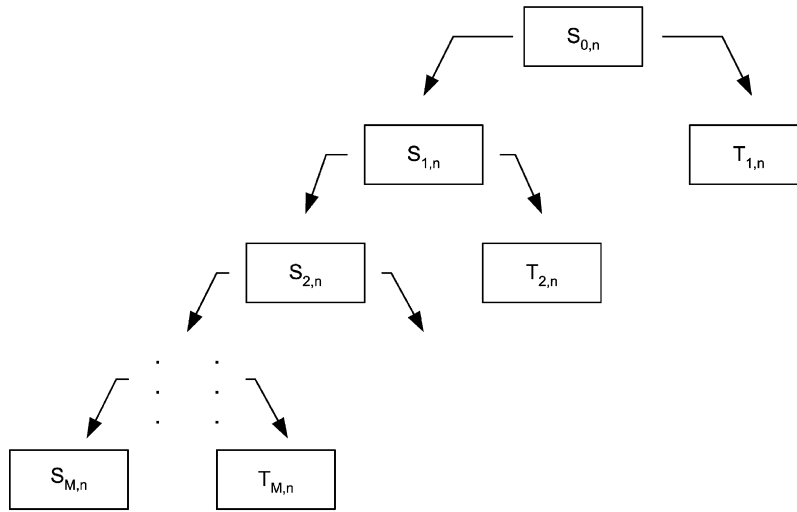 S0,n
S1,n
T1,n
S2,n
T2,n
. .
. .
. .
SM,n
TM,n